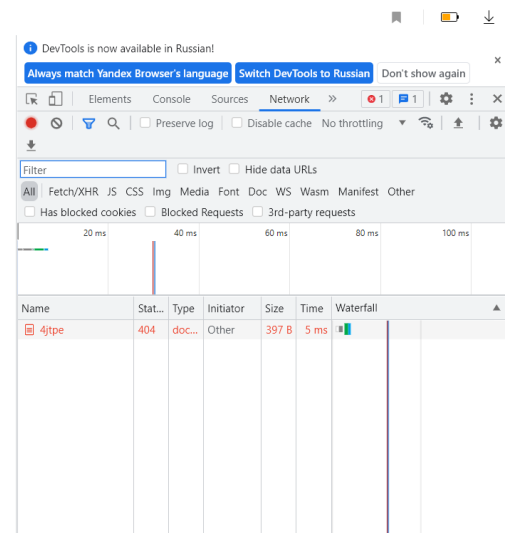 DevTools is now available in Russian!
Always match Yandex Browser's language Switch DevTools to Russian Don't show again
Elements Console Sources Network 1 1
Preserve log Disable cache No throttling
Filter Invert Hide data URLs
All Fetch/XHR JS CSS Img Media Font Doc WS Wasm Manifest Other
Has blocked cookies Blocked Requests 3rd-party requests
20 ms 40 ms 60 ms 80 ms 100 ms
Name Stat... Type Initiator Size Time Waterfall
4jtpe 404 doc... Other 397 B 5 ms